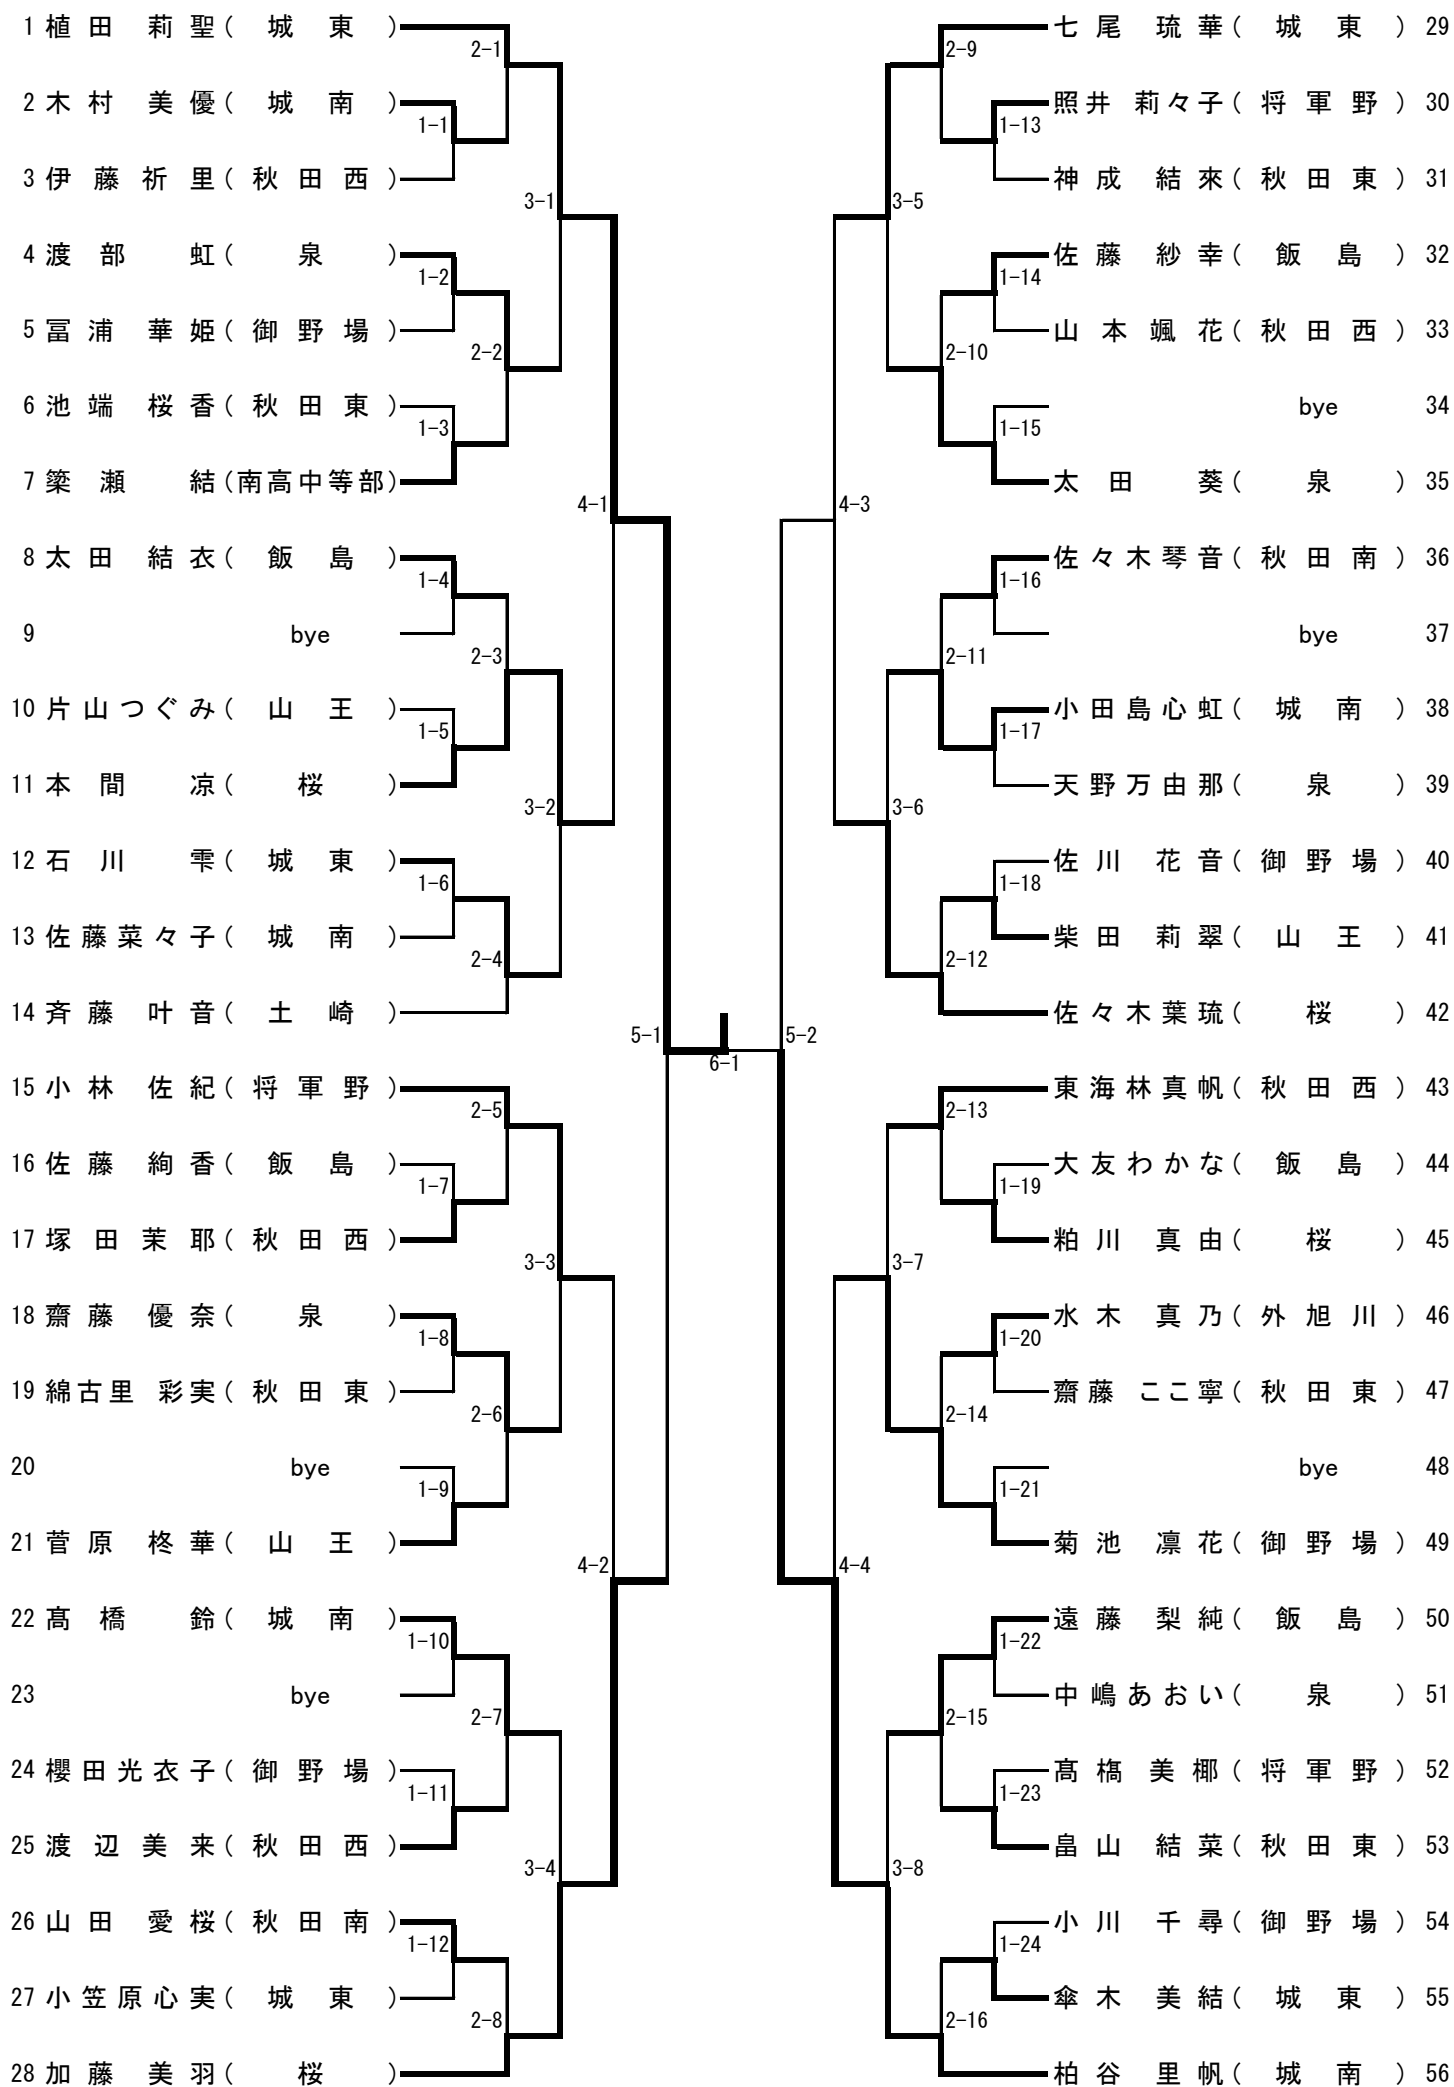 1 植田 莉聖(城東)
2-1
2 木村 美優(城南)
1-1
3 伊藤祈里(秋田西)
3-1
4 渡部 虹(泉)
1-2
5 冨浦 華姫(御野場)
2-2
6 池端 桜香(秋田東)
1-3
7 簗瀬 結(南高中等部)
4-1
8 太田 結衣(飯島)
1-4
9 bye
2-3
10 片山つぐみ(山王)
1-5
11 本間 凉(桜)
3-2
12 石川 雫(城東)
1-6
13 佐藤菜々子(城南)
2-4
14 斉藤 叶音(土崎)
5-1
15 小林 佐紀(将軍野)
2-5
16 佐藤 絢香(飯島)
1-7
17 塚田茉耶(秋田西)
3-3
18 齋藤 優奈(泉)
1-8
19 綿古里 彩実(秋田東)
2-6
20 bye
1-9
21 菅原 柊華(山王)
4-2
22 髙橋 鈴(城南)
1-10
23 bye
2-7
24 櫻田光衣子(御野場)
1-11
25 渡辺美来(秋田西)
3-4
26 山田 愛桜(秋田南)
1-12
27 小笠原心実(城東)
2-8
28 加藤 美羽(桜)
6-1
七尾 琉華(城東) 29
2-9
照井 莉々子(将軍野) 30
1-13
神成 結來(秋田東) 31
3-5
佐藤 紗幸(飯島) 32
1-14
山本颯花(秋田西) 33
2-10
bye 34
1-15
太田 葵(泉) 35
4-3
佐々木琴音(秋田南) 36
1-16
bye 37
2-11
小田島心虹(城南) 38
1-17
天野万由那(泉) 39
3-6
佐川 花音(御野場) 40
1-18
柴田 莉翠(山王) 41
2-12
佐々木葉琉(桜) 42
5-2
東海林真帆(秋田西) 43
2-13
大友わかな(飯島) 44
1-19
粕川 真由(桜) 45
3-7
水木 真乃(外旭川) 46
1-20
齋藤 ここ寧(秋田東) 47
2-14
bye 48
1-21
菊池 凛花(御野場) 49
4-4
遠藤 梨純(飯島) 50
1-22
中嶋あおい(泉) 51
2-15
髙槗 美椰(将軍野) 52
1-23
畠山 結菜(秋田東) 53
3-8
小川 千尋(御野場) 54
1-24
傘木 美結(城東) 55
2-16
柏谷 里帆(城南) 56